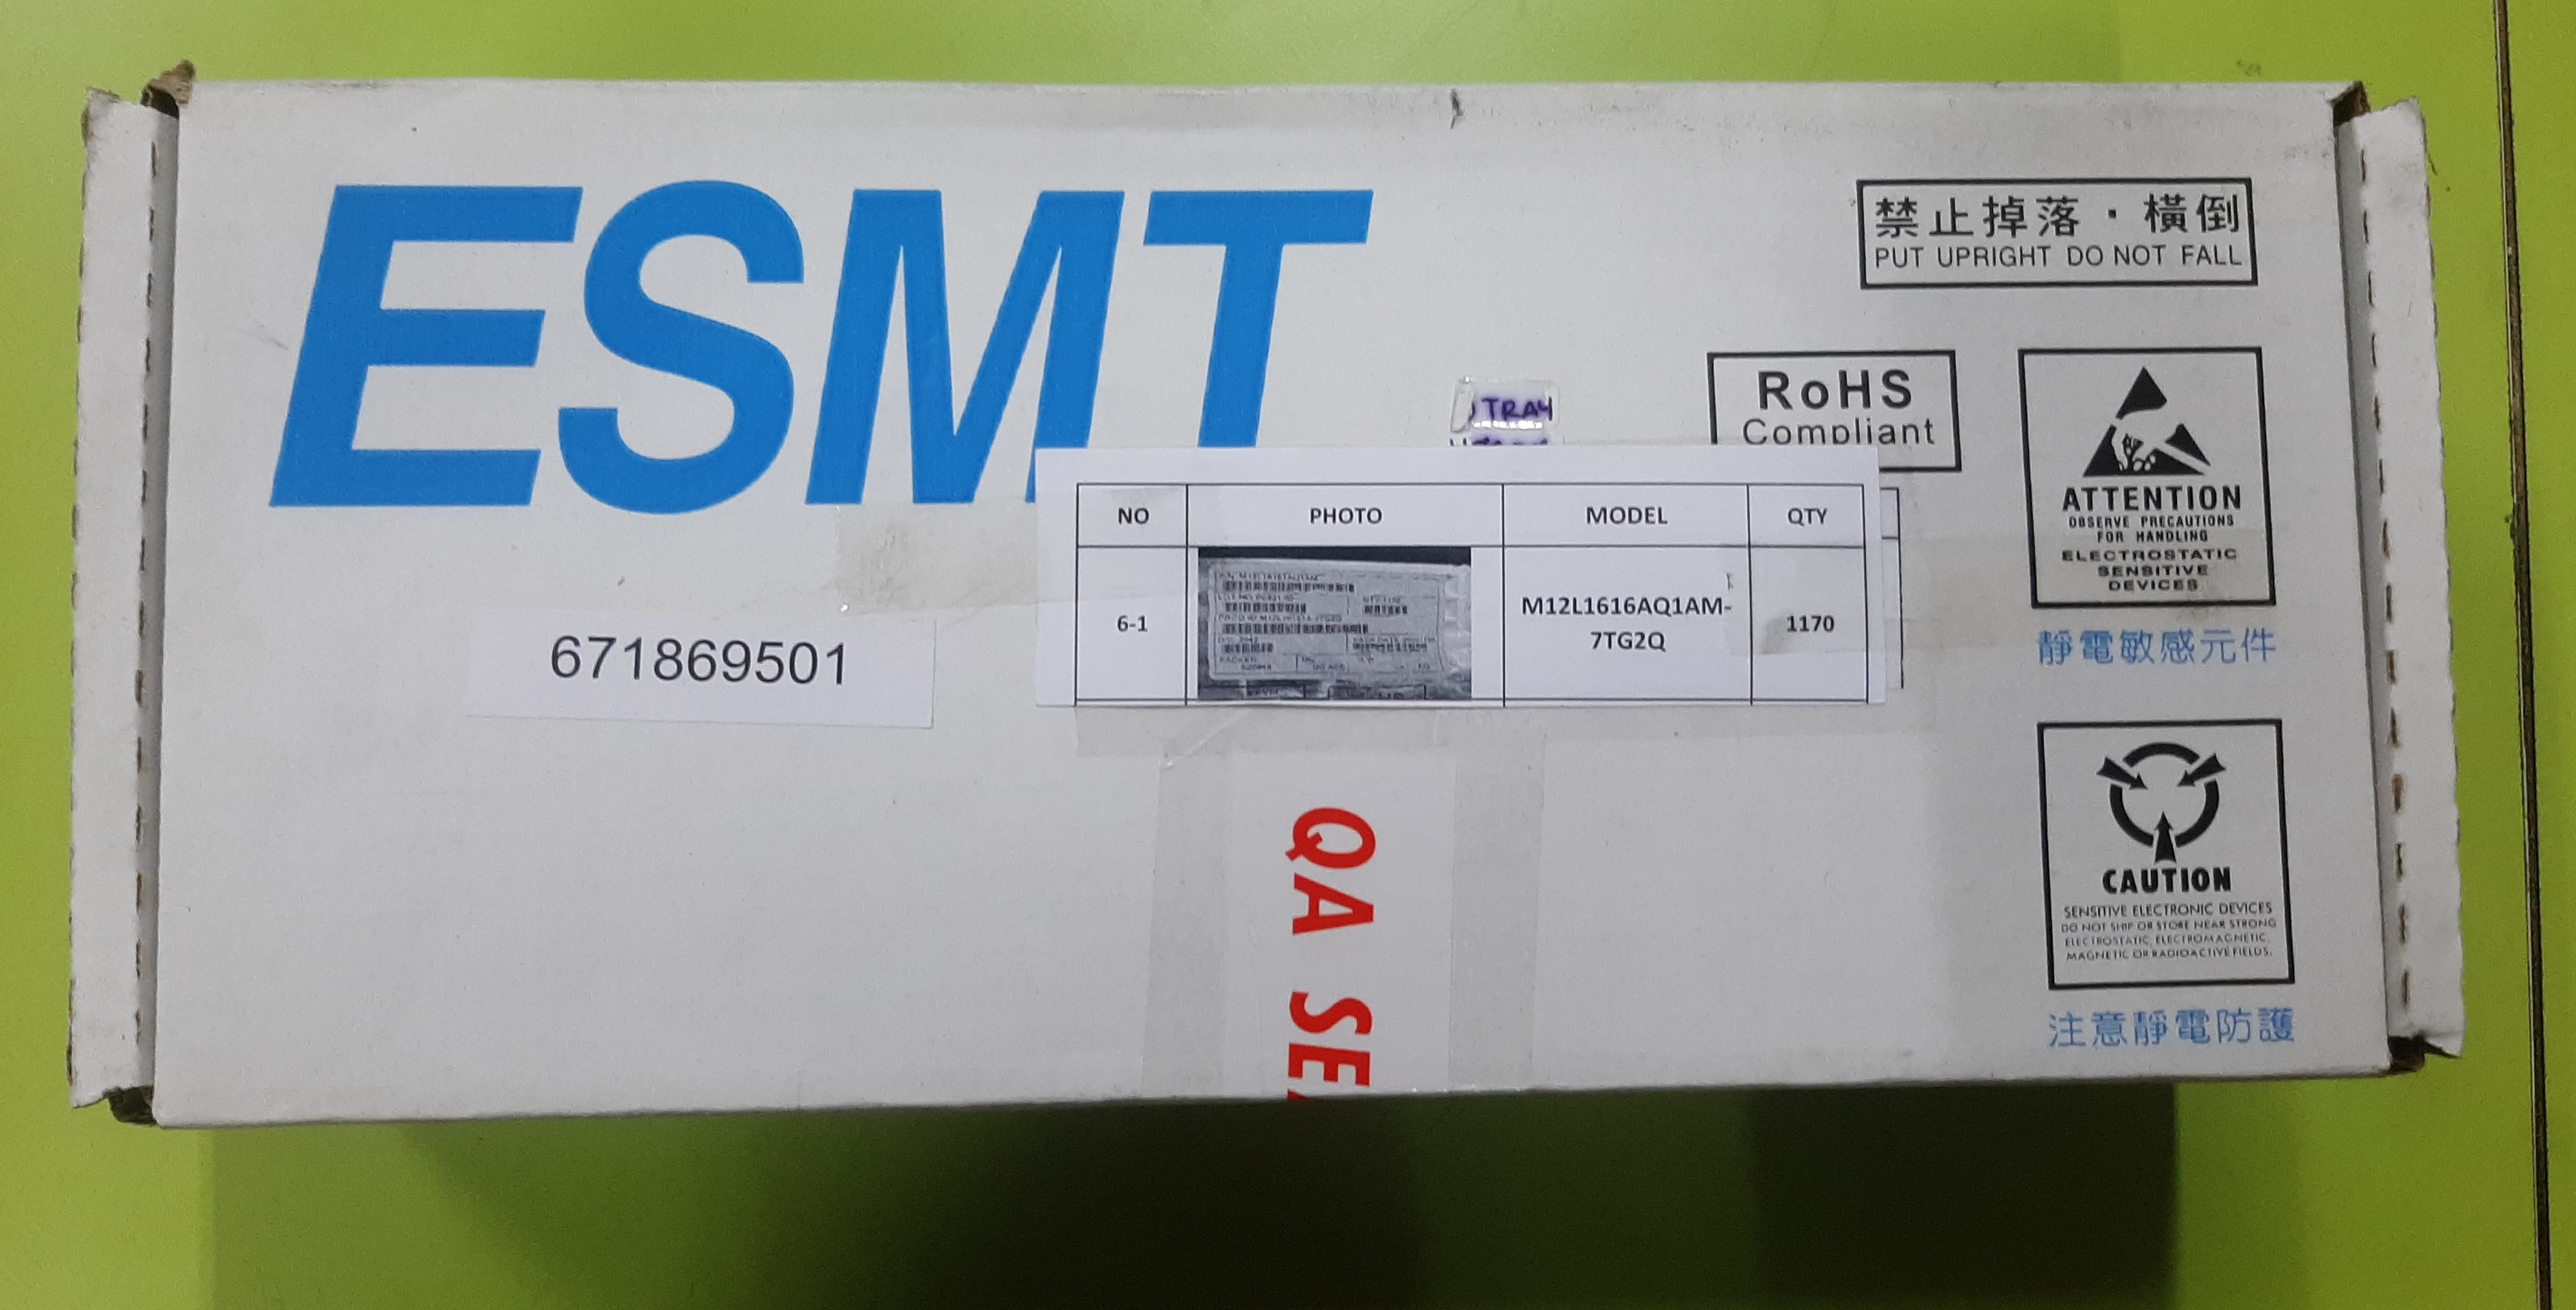 ESMT
禁止掉落・橫倒
PUT UPRIGHT DO NOT FALL
TRAY
RoHS
Compliant
ATTENTION
OBSERVE PRECAUTIONS
FOR HANDLING
ELECTROSTATIC
SENSITIVE
DEVICES
靜電敏感元件
NO PHOTO MODEL QTY
6-1 M12L1616AQ1AM-
7TG2Q 1170
671869501
QA SE
CAUTION
SENSITIVE ELECTRONIC DEVICES
DO NOT SHIP OR STORE NEAR STRONG
ELECTROSTATIC, ELECTROMAGNETIC,
MAGNETIC OR RADIOACTIVE FIELDS.
注意靜電防護